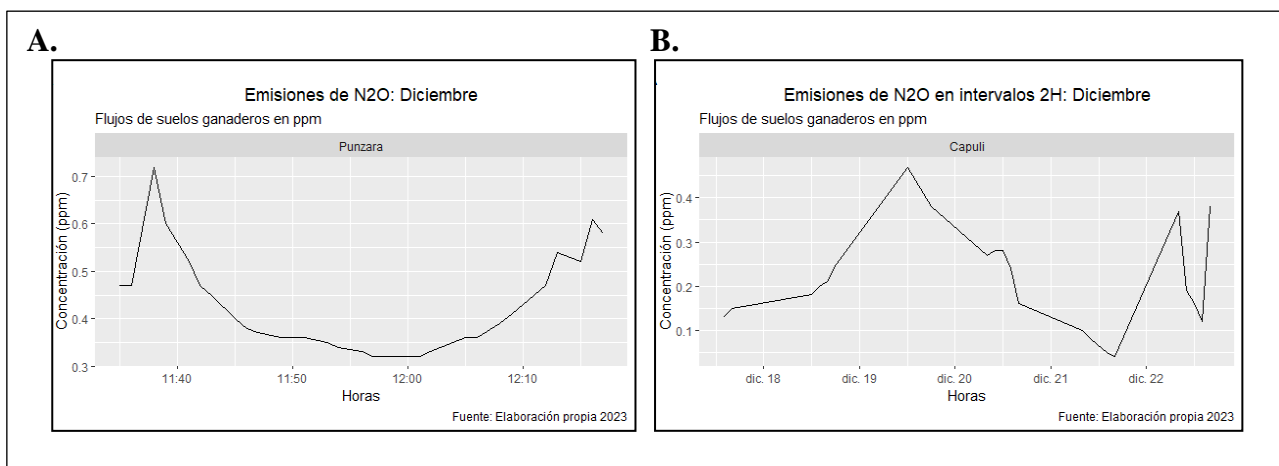 A.
Emisiones de N2O: Diciembre
Flujos de suelos ganaderos en ppm
Punzara
Concentración (ppm)
0.7
0.6
0.5
0.4
0.3
11:40 11:50 12:00 12:10
Horas
Fuente: Elaboración propia 2023
B.
Emisiones de N2O en intervalos 2H: Diciembre
Flujos de suelos ganaderos en ppm
Capuli
Concentración (ppm)
0.4
0.3
0.2
0.1
dic. 18 dic. 19 dic. 20 dic. 21 dic. 22
Horas
Fuente: Elaboración propia 2023